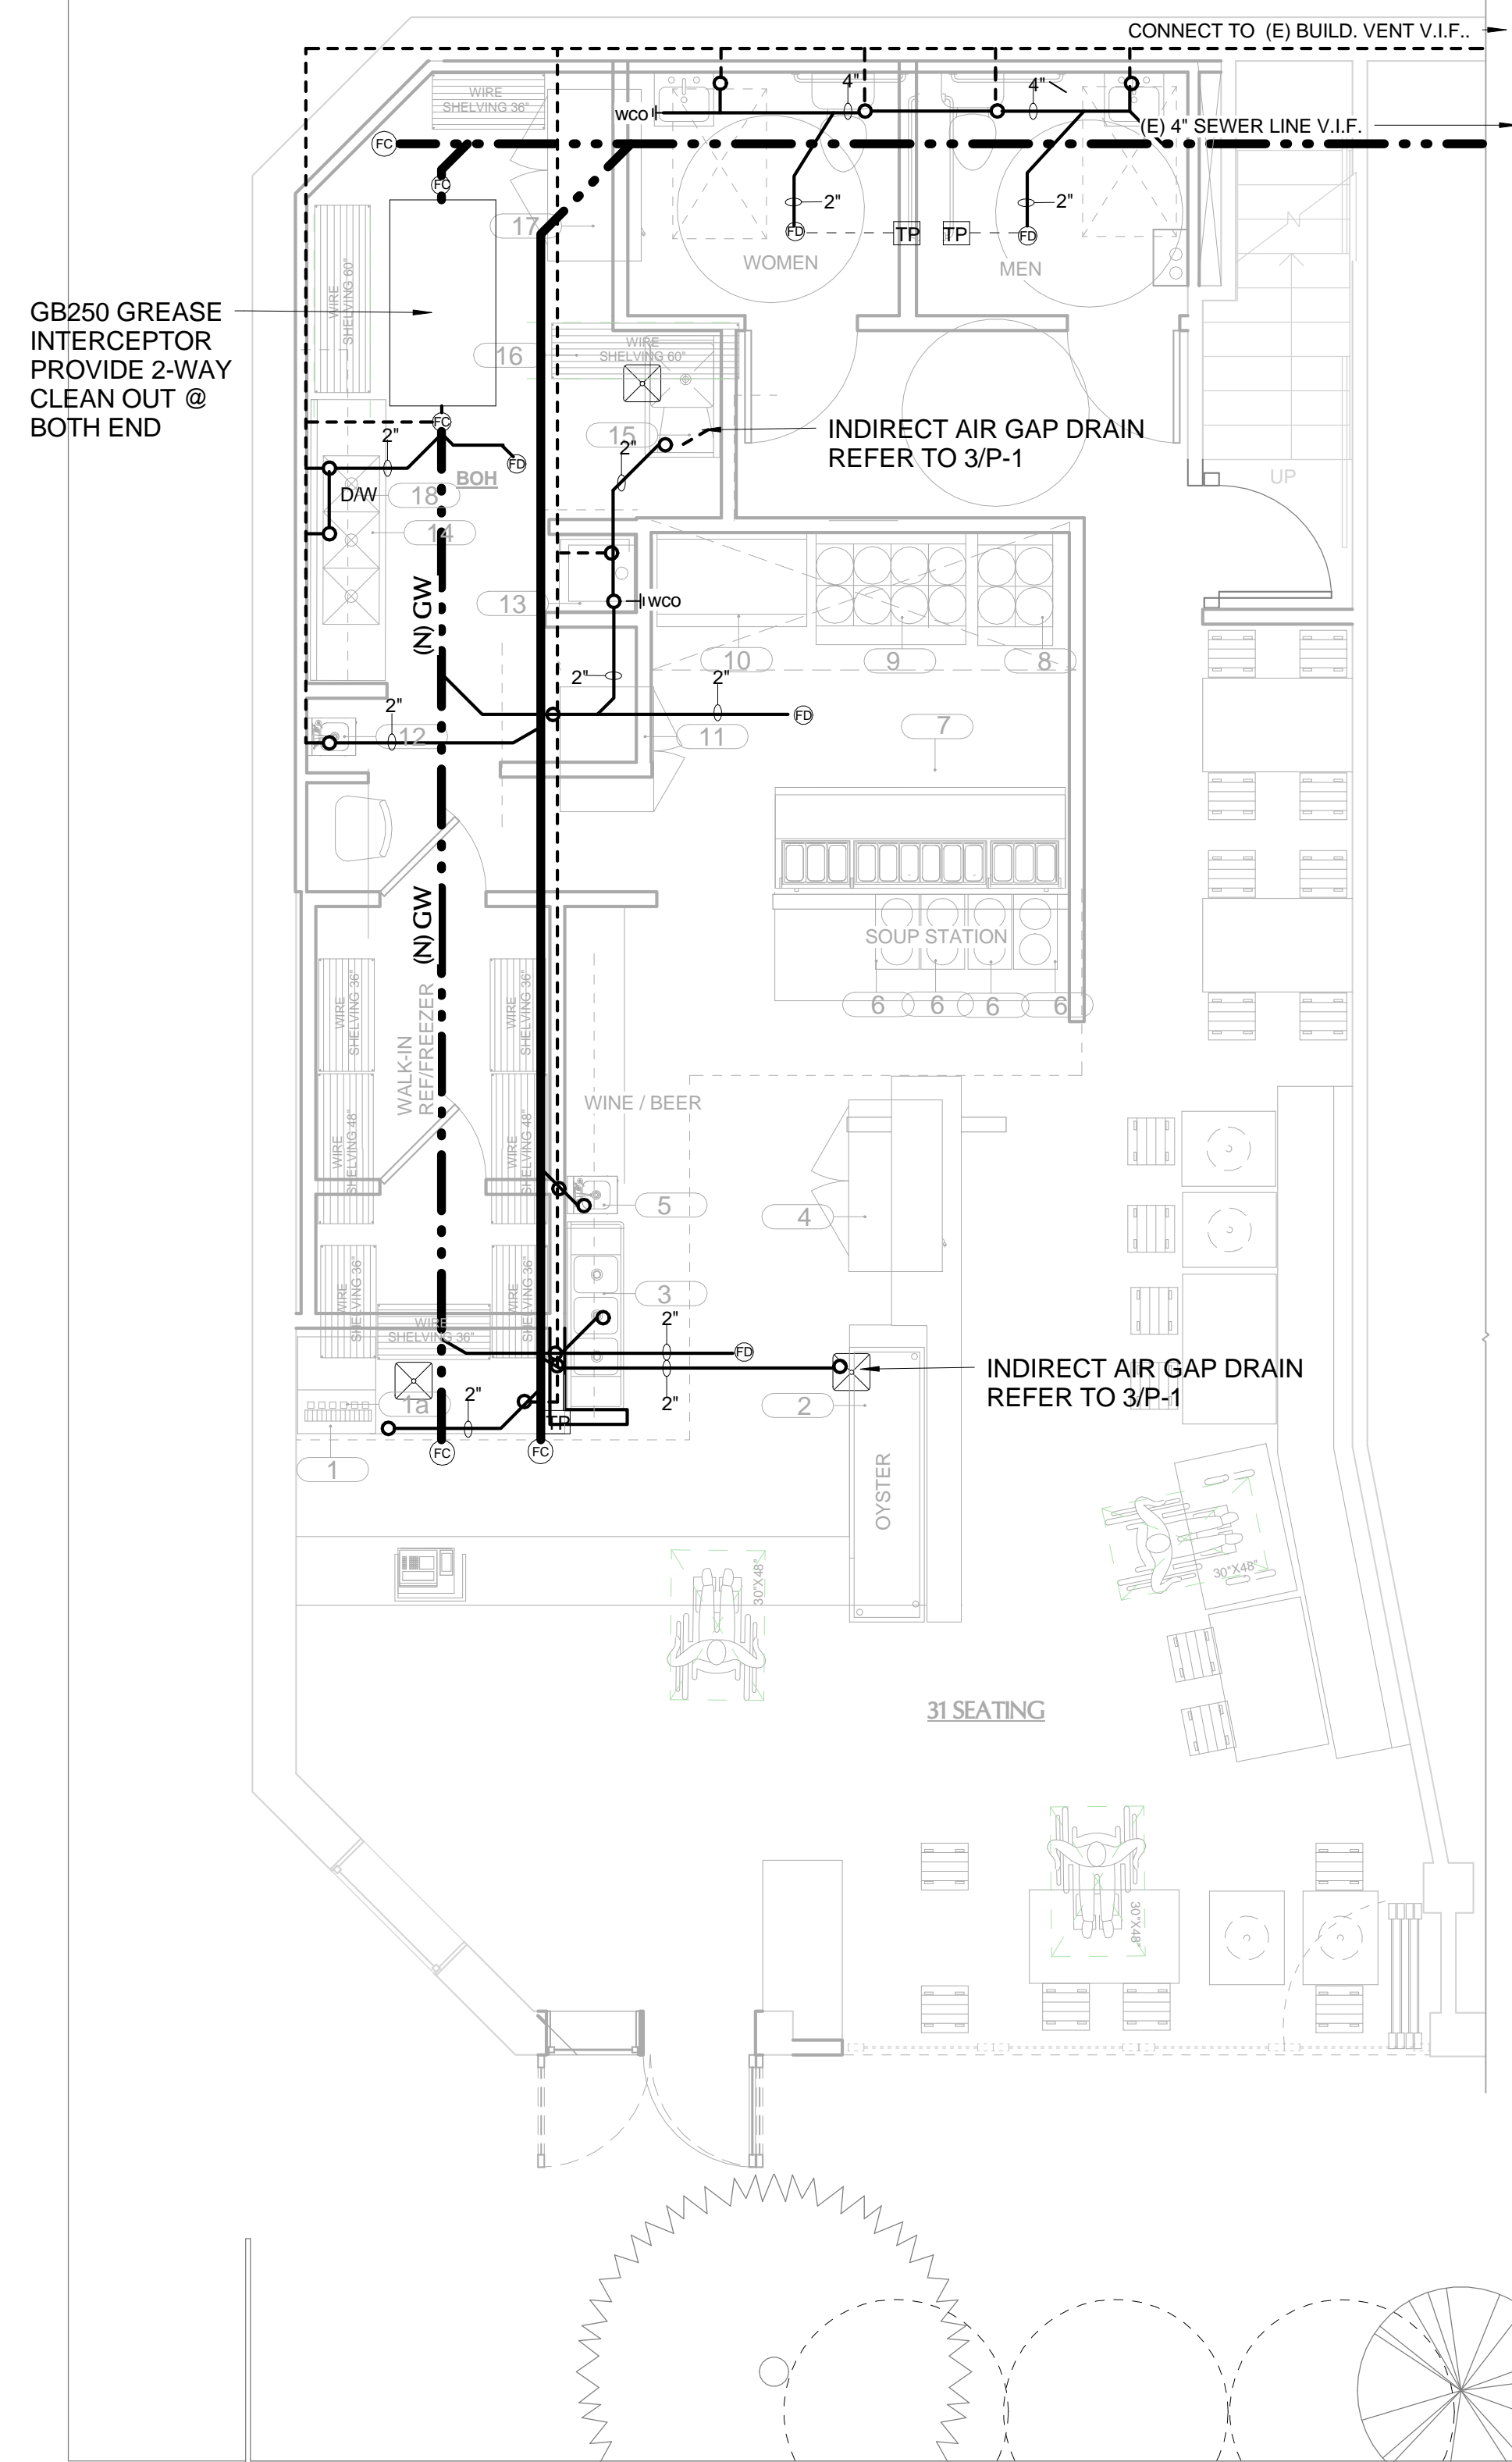 CONNECT TO (E) BUILD. VENT V.I.F..
4"
4"
WIRE
SHELVING 36"
WCO
(E) 4" SEWER LINE V.I.F.
FC
FC
2"
2"
17
FD
TP
TP
FD
WOMEN
MEN
WIRE
SHELVING 60"
GB250 GREASE
INTERCEPTOR
PROVIDE 2-WAY
CLEAN OUT @
BOTH END
16
WIRE
SHELVING 60"
FC
INDIRECT AIR GAP DRAIN
REFER TO 3/P-1
15
2"
2"
FD
BOH
UP
D/W
18
14
(N) GW
13
WCO
10
9
8
2"
2"
2"
FD
12
11
7
(N) GW
SOUP STATION
6
6
6
6
WIRE
SHELVING 36"
WIRE
SHELVING 36"
WALK-IN
REF/FREEZER
WINE / BEER
WIRE
SHELVING 48"
WIRE
SHELVING 48"
5
4
3
WIRE
SHELVING 36"
WIRE
SHELVING 36"
WIRE
SHELVING 36"
2"
FD
INDIRECT AIR GAP DRAIN
REFER TO 3/P-1
1a
2"
2"
2
TP
FC
FC
1
OYSTER
30"X48"
30"X48"
31 SEATING
30"X48"